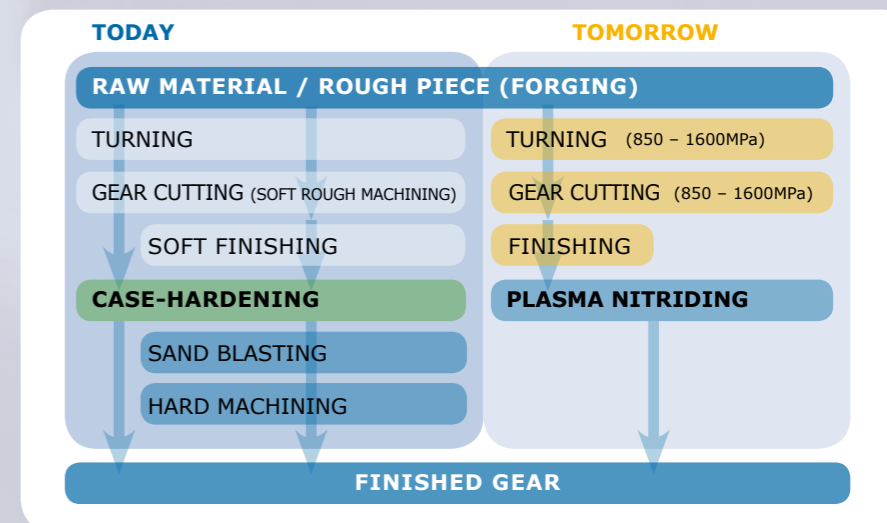 TODAY
TOMORROW
RAW MATERIAL / ROUGH PIECE (FORGING)
TURNING
TURNING (850 – 1600MPa)
GEAR CUTTING (SOFT ROUGH MACHINING)
GEAR CUTTING (850 – 1600MPa)
SOFT FINISHING
FINISHING
CASE-HARDENING
PLASMA NITRIDING
SAND BLASTING
HARD MACHINING
FINISHED GEAR